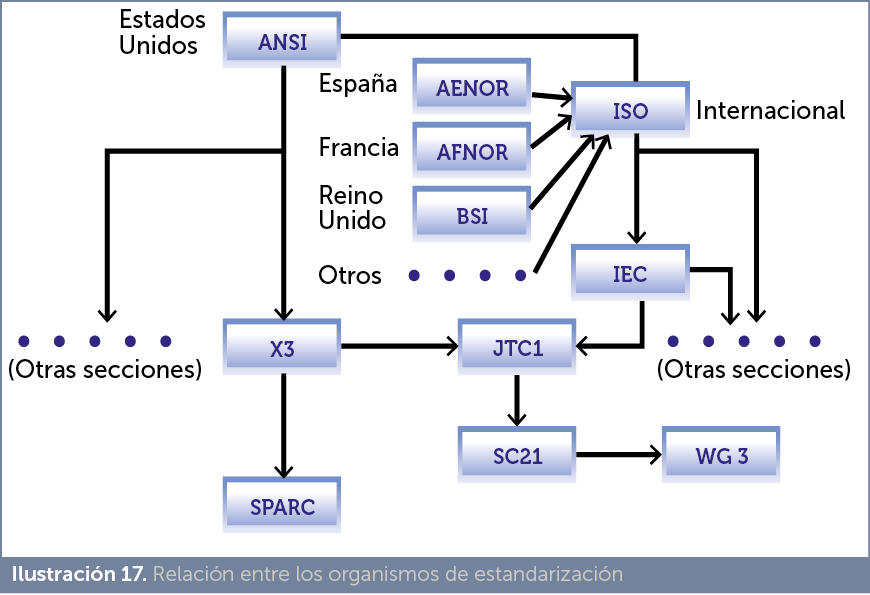 Estados
Unidos
ANSI
España
AENOR
ISO
Internacional
Francia
AFNOR
Reino
Unido
BSI
Otros
IEC
(Otras secciones)
X3
JTC1
(Otras secciones)
SC21
WG 3
SPARC
Ilustración 17. Relación entre los organismos de estandarización